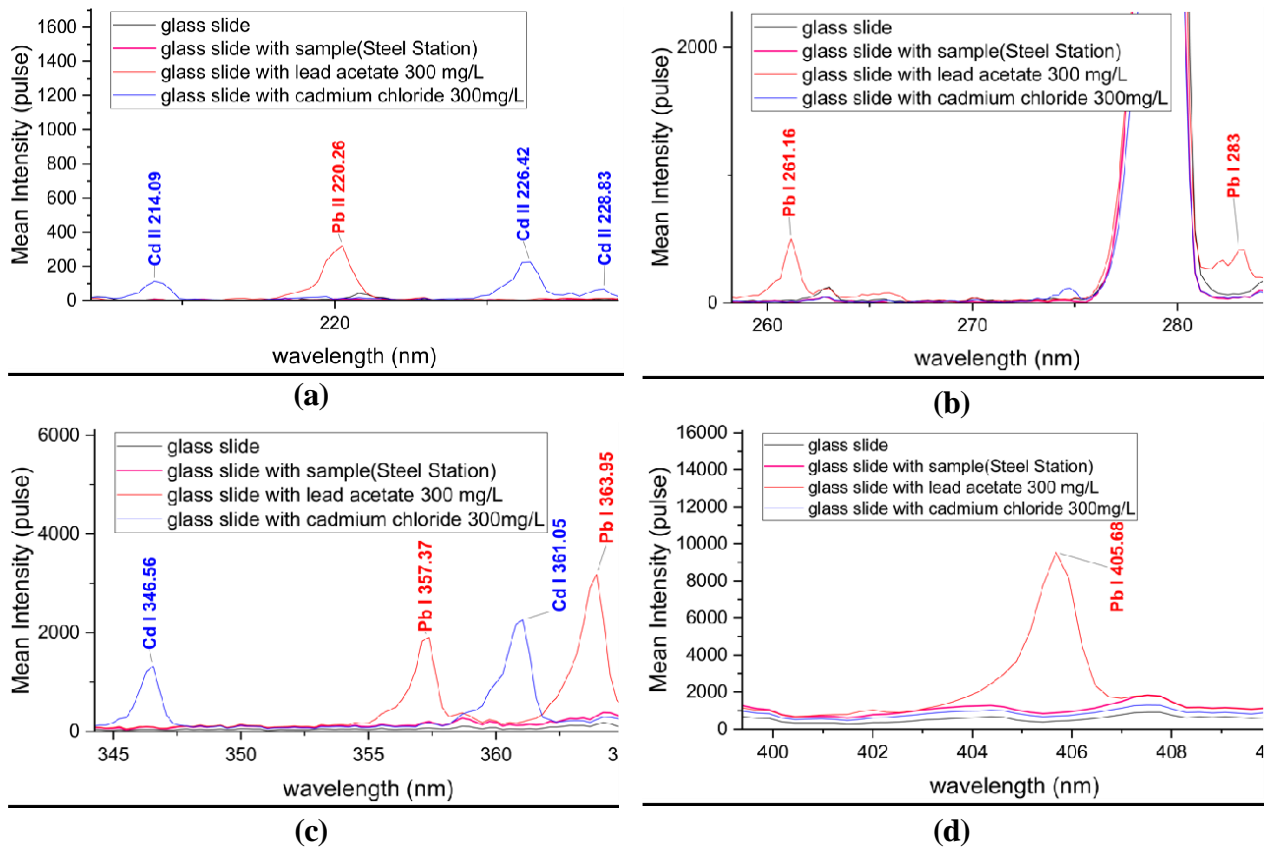 1600
1400
1200
1000
800
600
400
200
0
Mean Intensity (pulse)
glass slide
glass slide with sample(Steel Station)
glass slide with lead acetate 300 mg/L
glass slide with cadmium chloride 300mg/L
Cd II 214.09
Pb II 220.26
Cd II 226.42
Cd II 228.83
220
wavelength (nm)
(a)
2000
0
Mean Intensity (pulse)
glass slide
glass slide with sample(Steel Station)
glass slide with lead acetate 300 mg/L
glass slide with cadmium chloride 300mg/L
Pb I 261.16
Pb I 283
260 270 280
wavelength (nm)
(b)
6000
4000
2000
0
Mean Intensity (pulse)
glass slide
glass slide with sample(Steel Station)
glass slide with lead acetate 300 mg/L
glass slide with cadmium chloride 300mg/L
Cd I 346.56
Pb I 357.37
Cd I 361.05
Pb I 363.95
345 350 355 360 3
wavelength (nm)
(c)
16000
14000
12000
10000
8000
6000
4000
2000
0
Mean Intensity (pulse)
glass slide
glass slide with sample(Steel Station)
glass slide with lead acetate 300 mg/L
glass slide with cadmium chloride 300mg/L
Pb I 405.68
400 402 404 406 408 4
wavelength (nm)
(d)